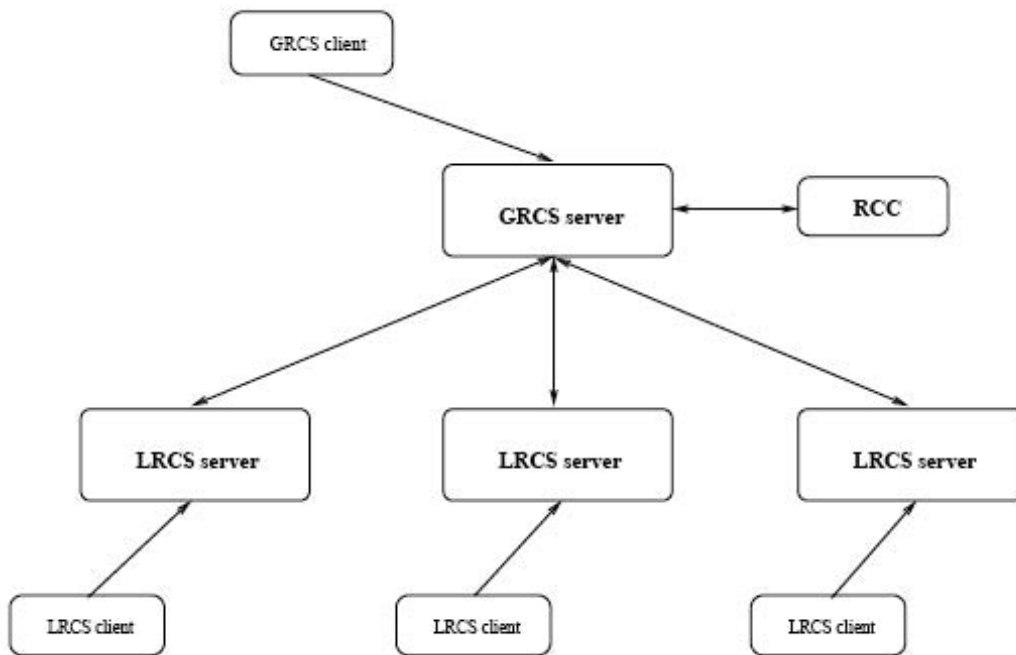 GRCS client
GRCS server
RCC
LRCS server
LRCS server
LRCS server
LRCS client
LRCS client
LRCS client